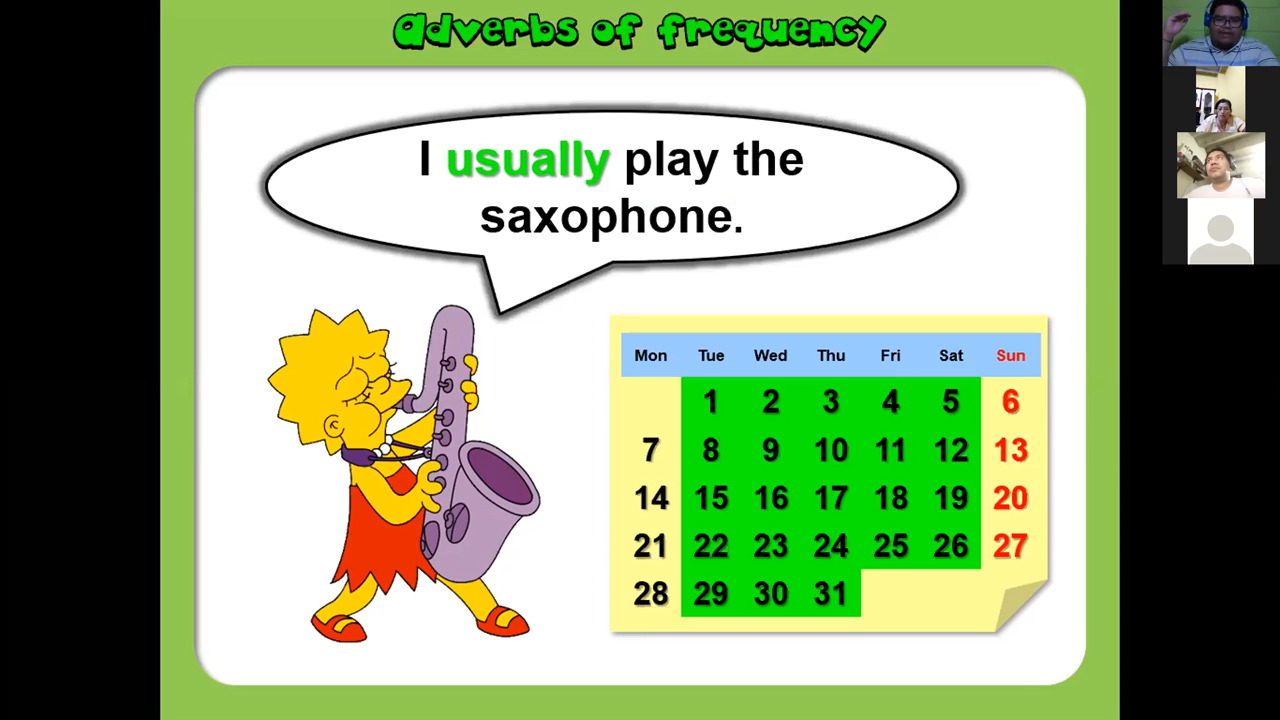 Adverbs of frequency
I usually play the
saxophone.
Mon Tue Wed Thu Fri Sat Sun
1 2 3 4 5 6
7 8 9 10 11 12 13
14 15 16 17 18 19 20
21 22 23 24 25 26 27
28 29 30 31